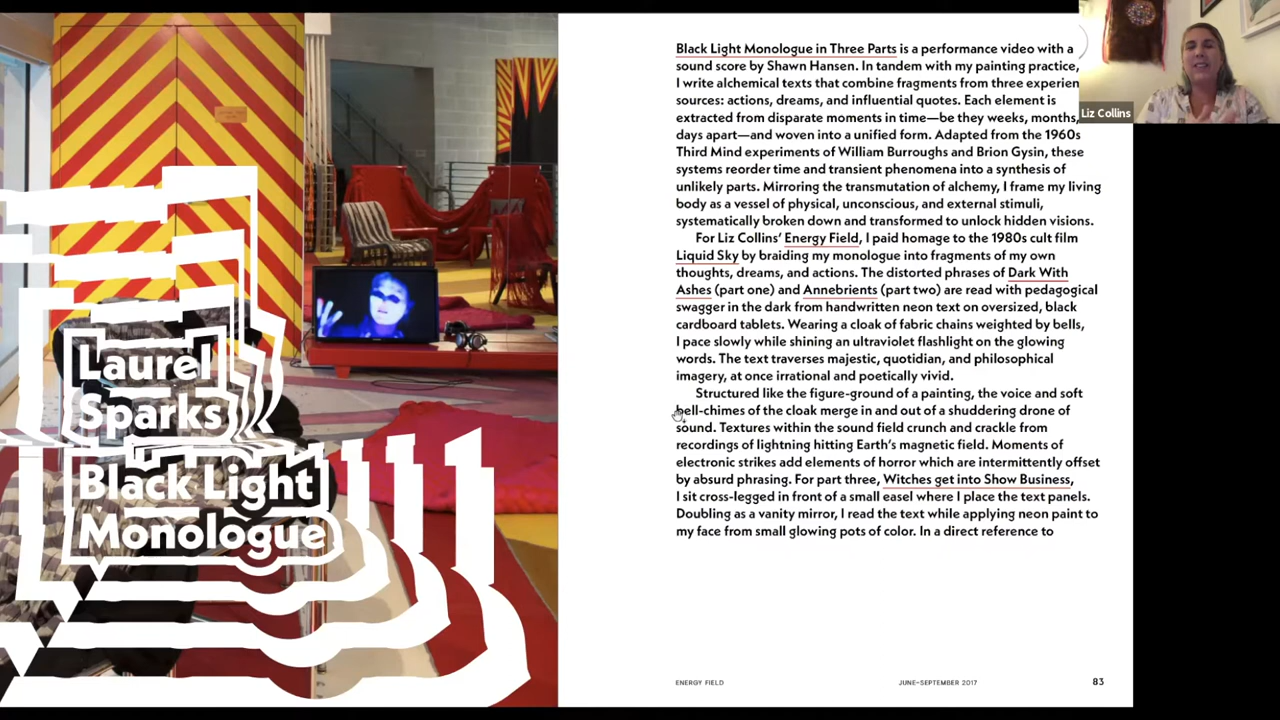 Laurel
Sparks
Black Light
Monologue
Black Light Monologue in Three Parts is a performance video with a
sound score by Shawn Hansen. In tandem with my painting practice,
I write alchemical texts that combine fragments from three experien
sources: actions, dreams, and influential quotes. Each element is
extracted from disparate moments in time—be they weeks, months,
days apart—and woven into a unified form. Adapted from the 1960s
Third Mind experiments of William Burroughs and Brion Gysin, these
systems reorder time and transient phenomena into a synthesis of
unlikely parts. Mirroring the transmutation of alchemy, I frame my living
body as a vessel of physical, unconscious, and external stimuli,
systematically broken down and transformed to unlock hidden visions.
For Liz Collins’ Energy Field, I paid homage to the 1980s cult film
Liquid Sky by braiding my monologue into fragments of my own
thoughts, dreams, and actions. The distorted phrases of Dark With
Ashes (part one) and Annebrients (part two) are read with pedagogical
swagger in the dark from handwritten neon text on oversized, black
cardboard tablets. Wearing a cloak of fabric chains weighted by bells,
I pace slowly while shining an ultraviolet flashlight on the glowing
words. The text traverses majestic, quotidian, and philosophical
imagery, at once irrational and poetically vivid.
Structured like the figure-ground of a painting, the voice and soft
bell-chimes of the cloak merge in and out of a shuddering drone of
sound. Textures within the sound field crunch and crackle from
recordings of lightning hitting Earth’s magnetic field. Moments of
electronic strikes add elements of horror which are intermittently offset
by absurd phrasing. For part three, Witches get into Show Business,
I sit cross-legged in front of a small easel where I place the text panels.
Doubling as a vanity mirror, I read the text while applying neon paint to
my face from small glowing pots of color. In a direct reference to
ENERGY FIELD
JUNE–SEPTEMBER 2017
83
Liz Collins